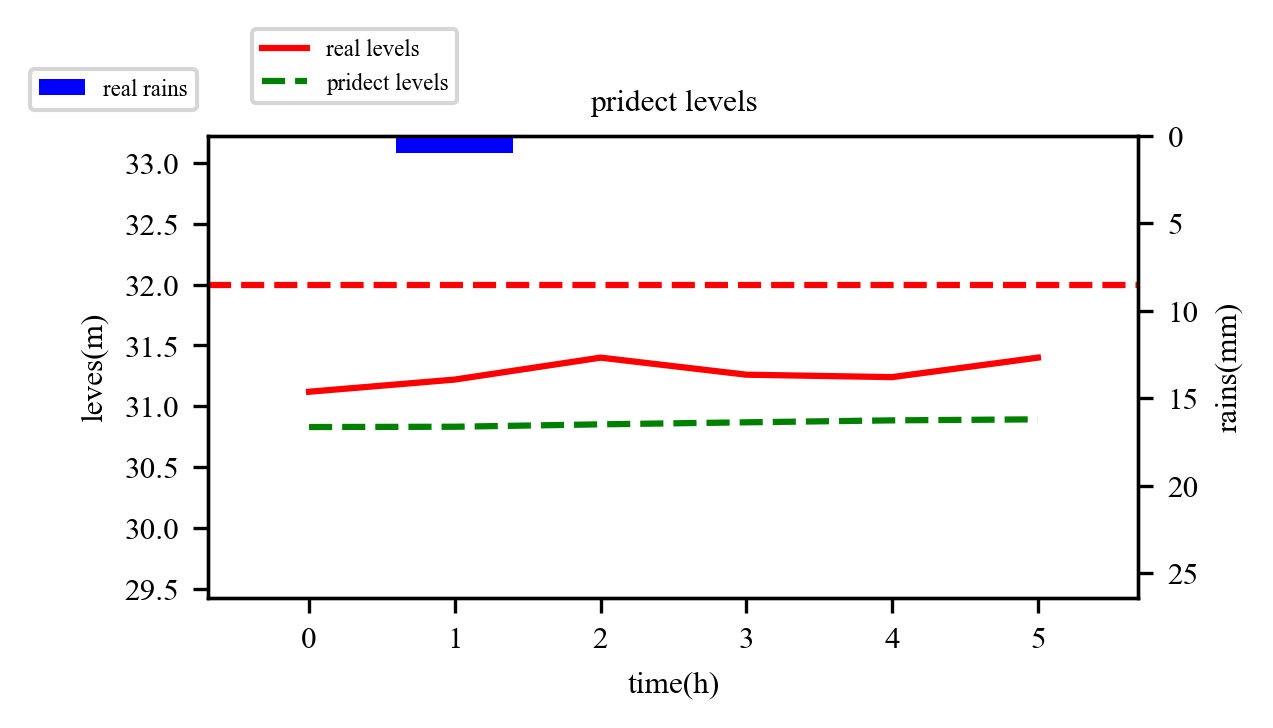 real levels
pridect levels
real rains
pridect levels
33.0
32.5
32.0
31.5
31.0
30.5
30.0
29.5
leves(m)
0
5
10
15
20
25
rains(mm)
0 1 2 3 4 5
time(h)